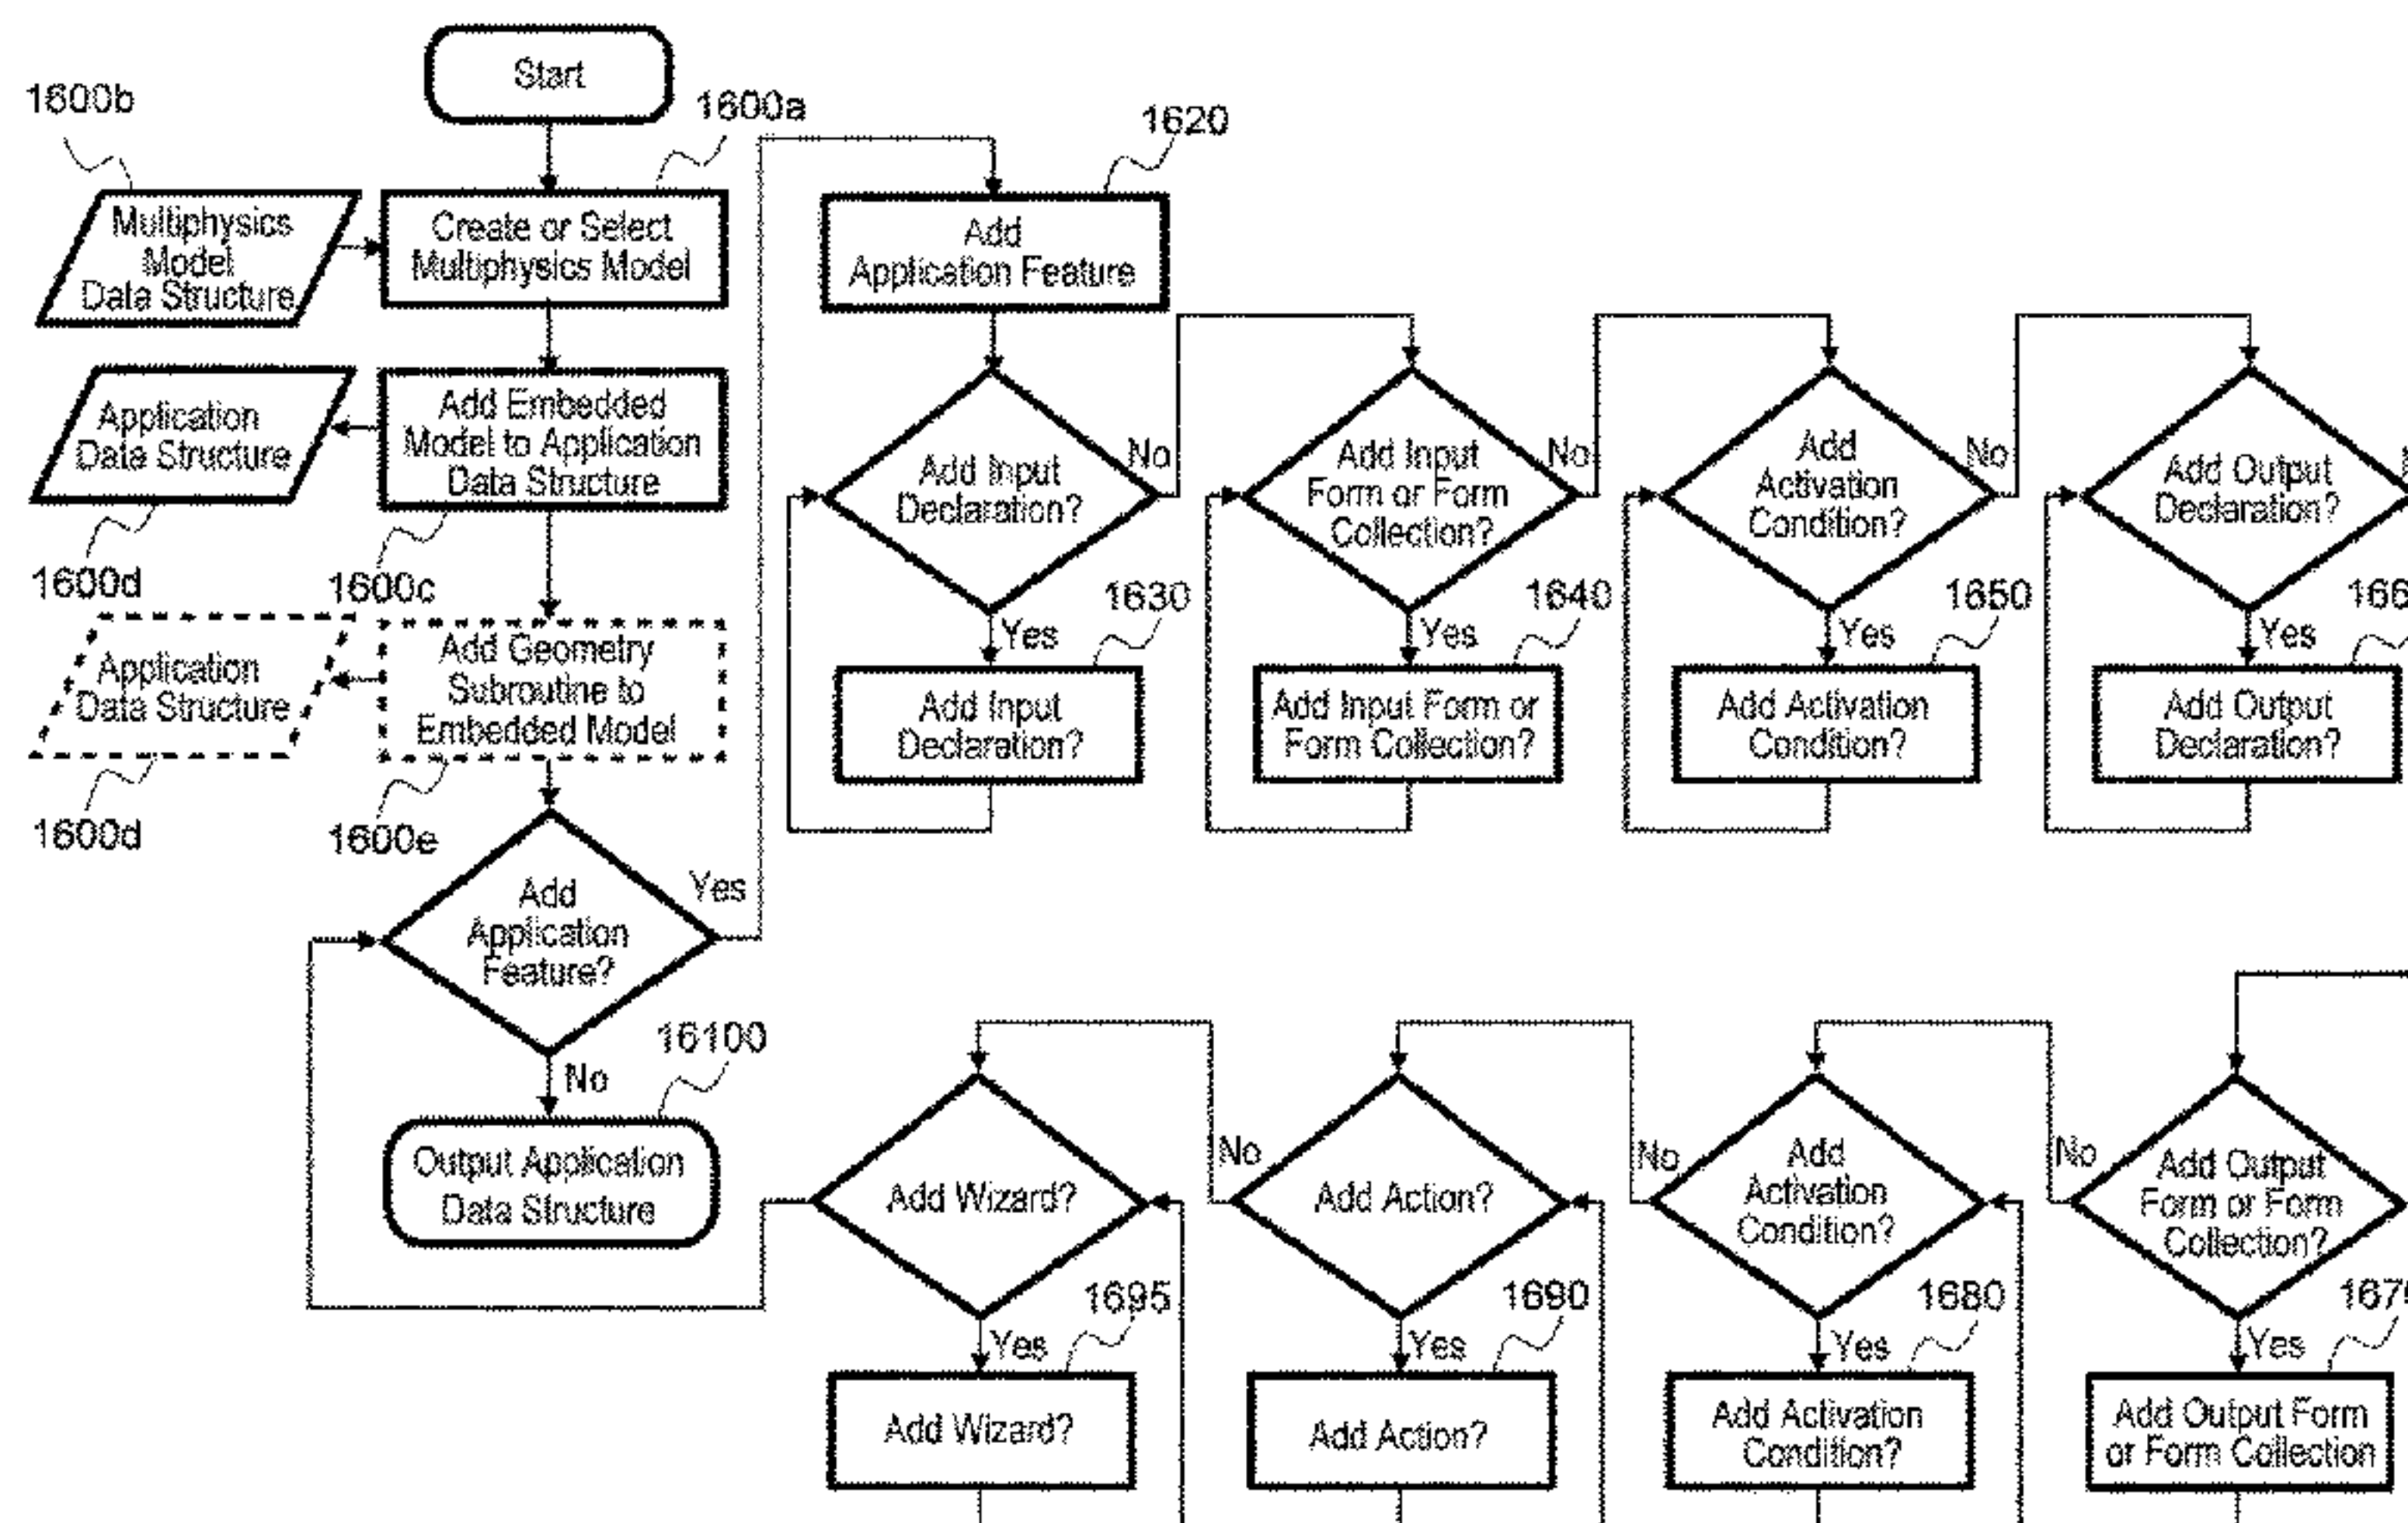 Start
1600b
1600a
1620
Multiphysics
Model
Data Structure
Create or Select
Multiphysics Model
Add
Application Feature
Application
Data Structure
Add Embedded
Model to Application
Data Structure
1600d
1600c
Add Input
Declaration?
No
Add Input
Form or Form
Collection?
No
Add
Activation
Condition?
No
Add Output
Declaration?
Yes
1630
Yes
1640
Yes
1650
Yes
Application
Data Structure
Add Geometry
Subroutine to
Embedded Model
Add Input
Declaration?
Add Input Form or
Form Collection?
Add Activation
Condition?
Add Output
Declaration?
1600d
1600e
Add
Application
Feature?
Yes
No
16100
Output Application
Data Structure
Add Wizard?
No
Add Action?
No
Add
Activation
Condition?
No
Add Output
Form or Form
Collection?
Yes
1695
Yes
1690
Yes
1680
Yes
Add Wizard?
Add Action?
Add Activation
Condition?
Add Output Form
or Form Collection